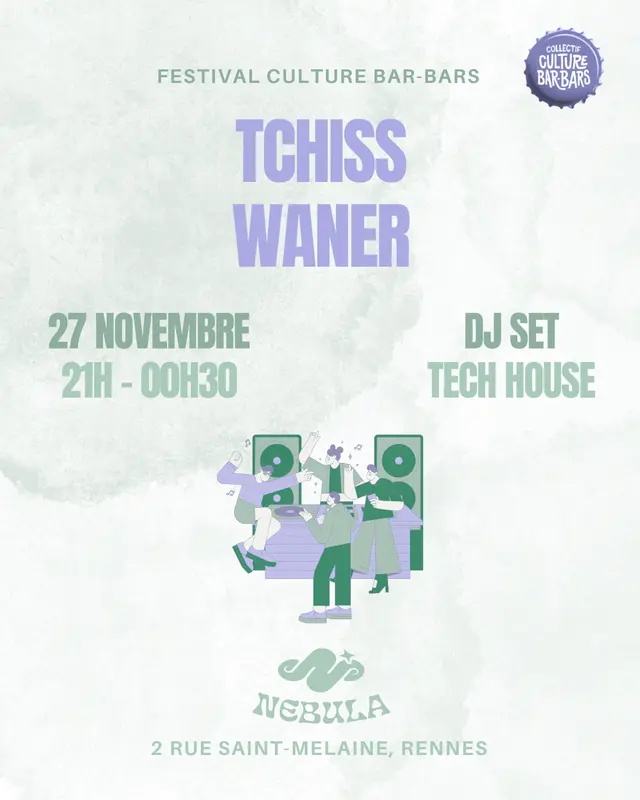 FESTIVAL CULTURE BAR-BARS
COLLECTIF
CULTURE
BAR-BARS
TCHISS
WANER
27 NOVEMBRE
21H - 00H30
DJ SET
TECH HOUSE
NEBULA
2 RUE SAINT-MELAINE, RENNES